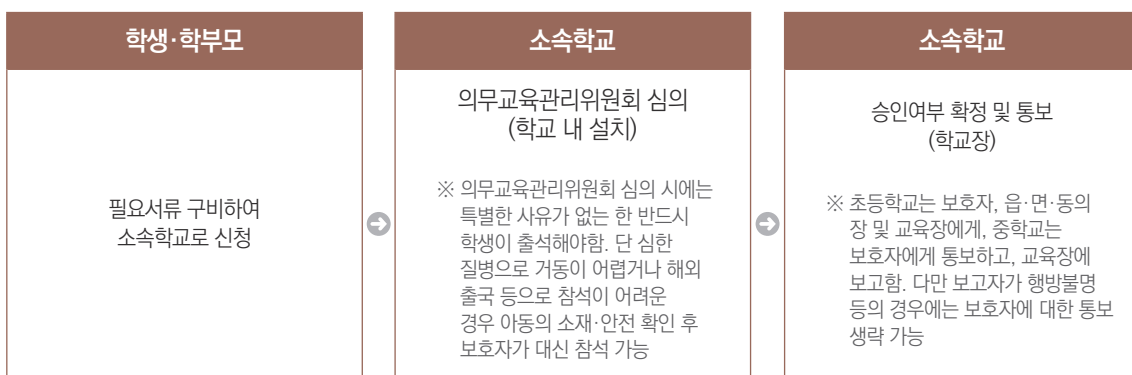 학생·학부모
필요서류 구비하여
소속학교로 신청
소속학교
의무교육관리위원회 심의
(학교 내 설치)
※ 의무교육관리위원회 심의 시에는
특별한 사유가 없는 한 반드시
학생이 출석해야함. 단 심한
질병으로 거동이 어렵거나 해외
출국 등으로 참석이 어려운
경우 아동의 소재·안전 확인 후
보호자가 대신 참석 가능
소속학교
승인여부 확정 및 통보
(학교장)
※ 초등학교는 보호자, 읍·면·동의
장 및 교육장에게, 중학교는
보호자에게 통보하고, 교육장에
보고함. 다만 보고자가 행방불명
등의 경우에는 보호자에 대한 통보
생략 가능